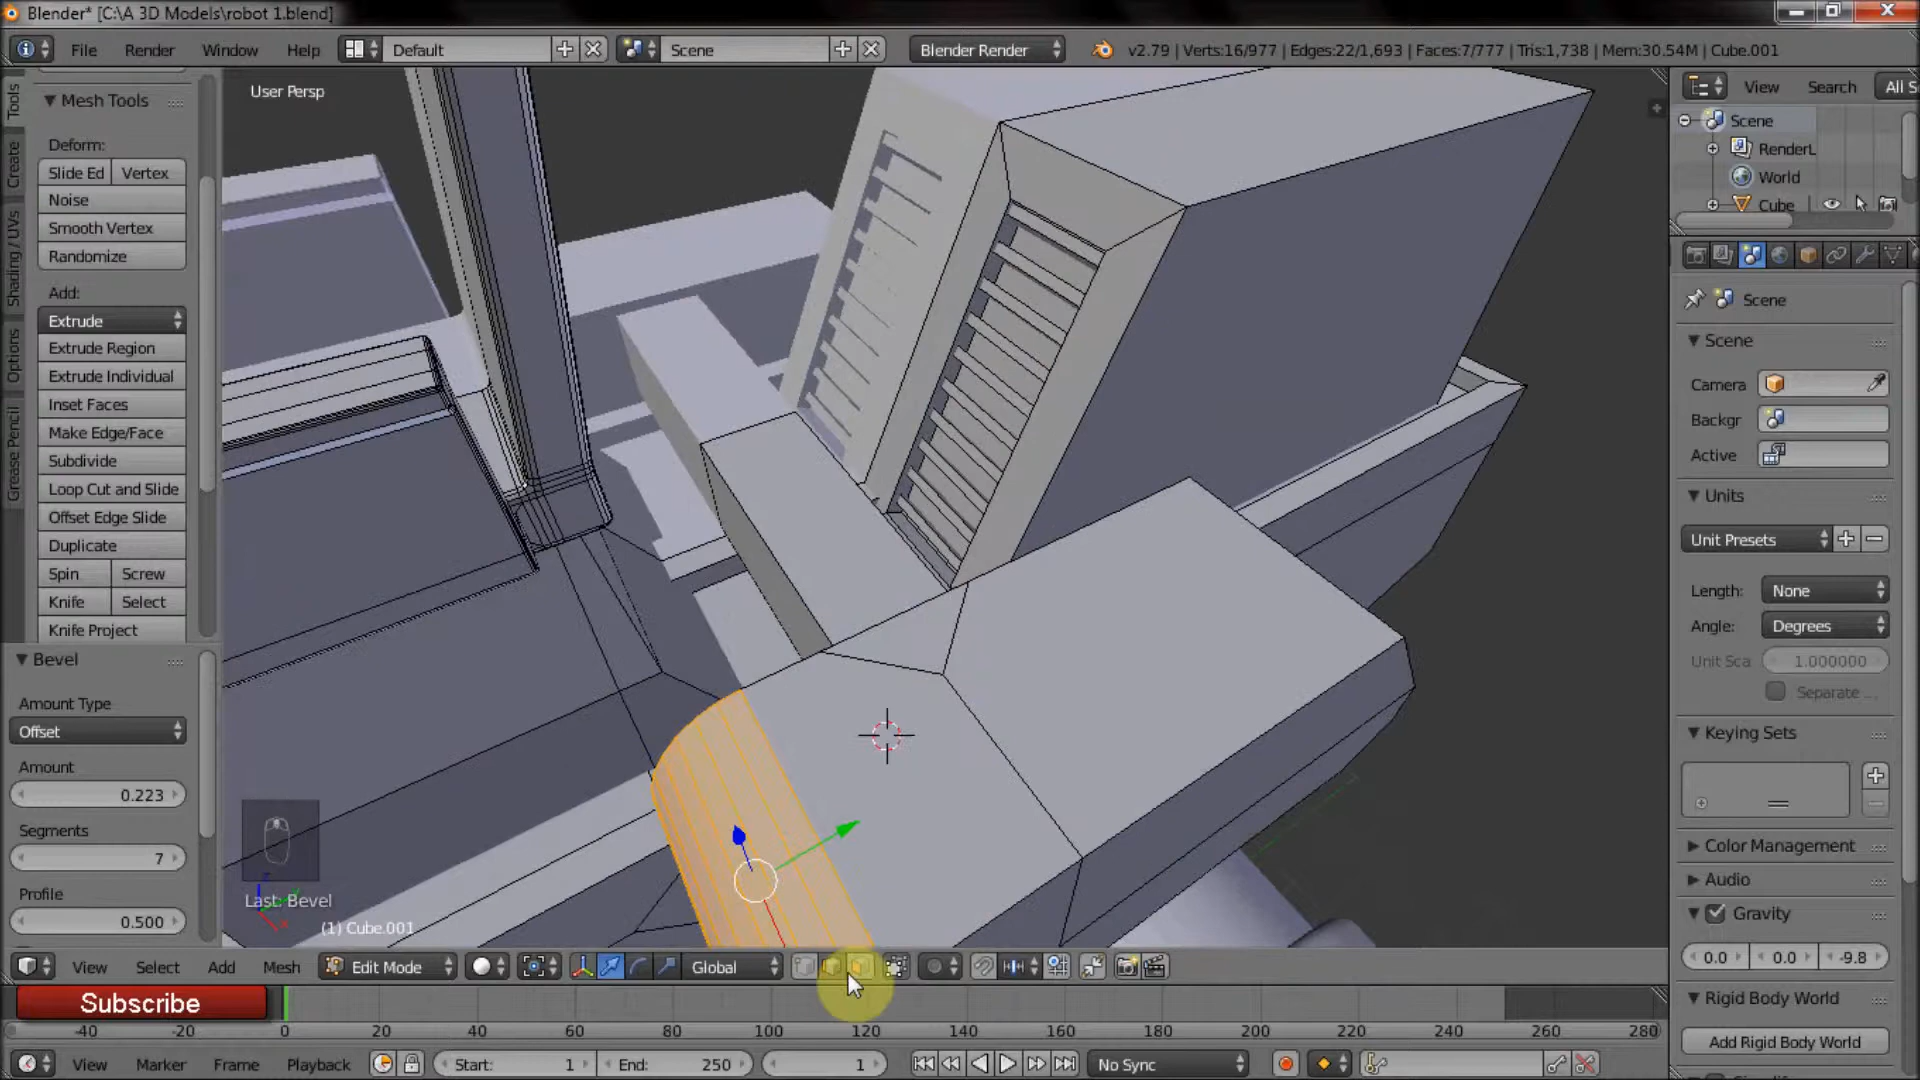 Blender* [C:\A 3D Models\robot 1.blend]
File Render Window Help Default Scene Blender Render v2.79 | Verts:16/977 | Edges:22/1,693 | Faces:7/777 | Tris:1,738 | Mem:30.54M | Cube.001
Tools
Create
Shading / UVs
Options
Grease Pencil
Mesh Tools
Deform:
Slide Ed Vertex
Noise
Smooth Vertex
Randomize
Add:
Extrude
Extrude Region
Extrude Individual
Inset Faces
Make Edge/Face
Subdivide
Loop Cut and Slide
Offset Edge Slide
Duplicate
Spin Screw
Knife Select
Knife Project
Bevel
Amount Type
Offset
Amount
0.223
Segments
7
Profile
0.500
User Persp
Last: Bevel
(1) Cube.001
View Search All S
Scene
RenderL
World
Cube
Scene
Scene
Camera
Backgr
Active
Units
Unit Presets
Length: None
Angle: Degrees
Unit Sca 1.000000
Separate ...
Keying Sets
Color Management
Audio
Gravity
0.0 0.0 -9.8
Rigid Body World
Add Rigid Body World
View Select Add Mesh Edit Mode Global
Subscribe
-40 -20 0 20 40 60 80 100 120 140 160 180 200 220 240 260 280
View Marker Frame Playback Start: 1 End: 250 1 No Sync